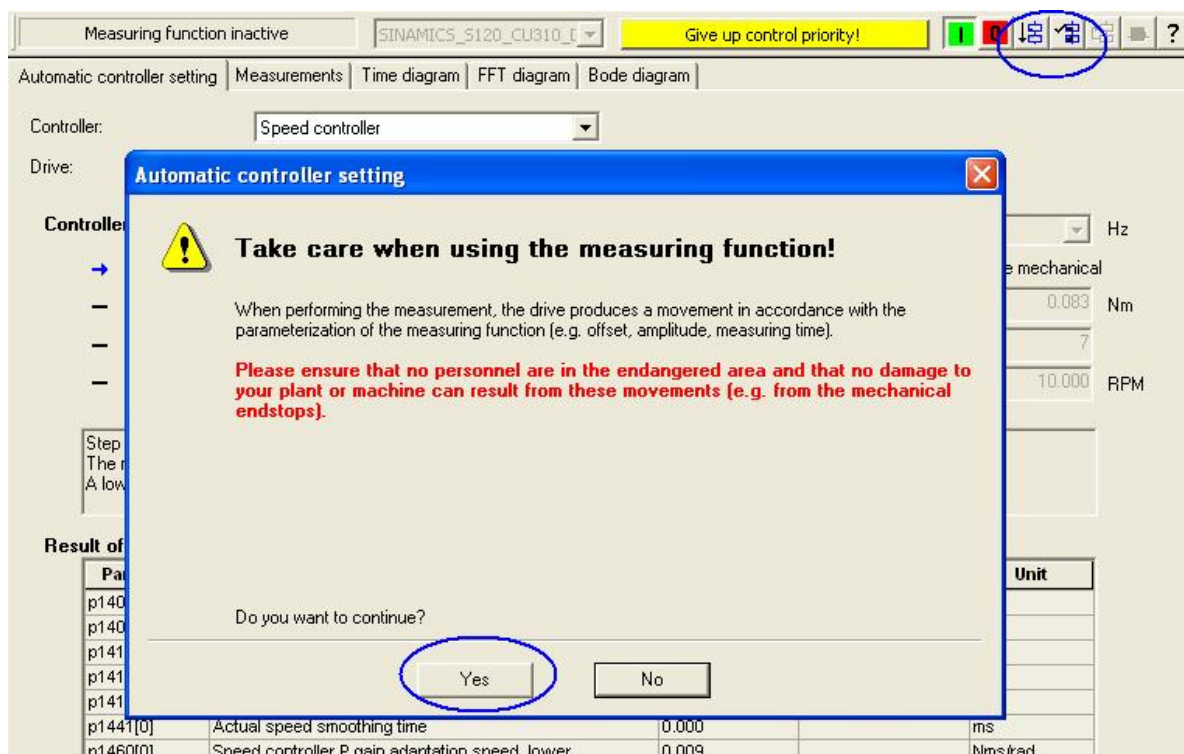 Measuring function inactive
SINAMICS_S120_CU310_
Give up control priority!
I 0 ?
Automatic controller setting Measurements Time diagram FFT diagram Bode diagram
Controller: Speed controller
Drive:
Automatic controller setting
Controller
Hz
Take care when using the measuring function!
mechanical
When performing the measurement, the drive produces a movement in accordance with the
parameterization of the measuring function (e.g. offset, amplitude, measuring time).
0.083 Nm
7
Please ensure that no personnel are in the endangered area and that no damage to
your plant or machine can result from these movements (e.g. from the mechanical
endstops).
10.000 RPM
Step
The
A low
Result of
Unit
p140
p140
Do you want to continue?
p141
p141
p141
Yes No
p1441[0] Actual speed smoothing time 0.000 ms
p1460[0] Speed controller P gain adaptation speed, lower 0.009 Nms/rad